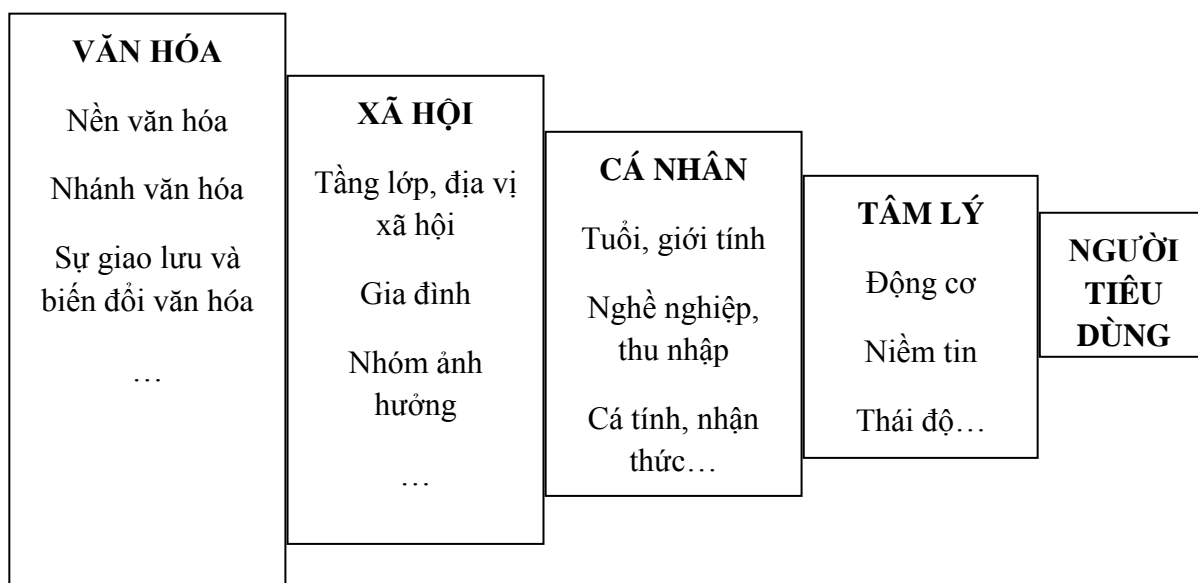 VĂN HÓA
Nền văn hóa
Nhánh văn hóa
Sự giao lưu và
biến đổi văn hóa
…
XÃ HỘI
Tầng lớp, địa vị
xã hội
Gia đình
Nhóm ảnh
hưởng
…
CÁ NHÂN
Tuổi, giới tính
Nghề nghiệp,
thu nhập
Cá tính, nhận
thức…
TÂM LÝ
Động cơ
Niềm tin
Thái độ…
NGƯỜI
TIÊU
DÙNG